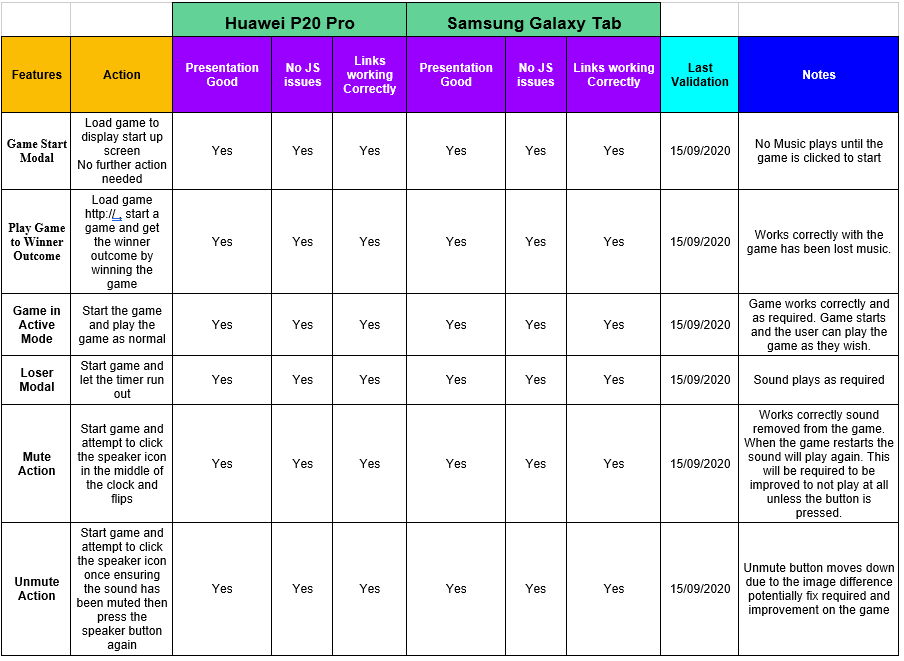 Huawei P20 Pro
Samsung Galaxy Tab
Features
Action
Presentation
Good
No JS
issues
Links
working
Correctly
Presentation
Good
No JS
issues
Links working
Correctly
Last
Validation
Notes
Game Start
Modal
Load game to
display start up
screen
No further action
needed
Yes
Yes
Yes
Yes
Yes
Yes
15/09/2020
No Music plays until the
game is clicked to start
Play Game
to Winner
Outcome
Load game
http://... start a
game and get
the winner
outcome by
winning the
game
Yes
Yes
Yes
Yes
Yes
Yes
15/09/2020
Works correctly with the
game has been lost music.
Game in
Active
Mode
Start the game
and play the
game as normal
Yes
Yes
Yes
Yes
Yes
Yes
15/09/2020
Game works correctly and
as required. Game starts
and the user can play the
game as they wish.
Loser
Modal
Start game and
let the timer run
out
Yes
Yes
Yes
Yes
Yes
Yes
15/09/2020
Sound plays as required
Mute
Action
Start game and
attempt to click
the speaker icon
in the middle of
the clock and
flips
Yes
Yes
Yes
Yes
Yes
Yes
15/09/2020
Works correctly sound
removed from the game.
When the game restarts the
sound will play again. This
will be required to be
improved to not play at all
unless the button is
pressed.
Unmute
Action
Start game and
attempt to click
the speaker icon
once ensuring
the sound has
been muted then
press the
speaker button
again
Yes
Yes
Yes
Yes
Yes
Yes
15/09/2020
Unmute button moves down
due to the image difference
potentially fix required and
improvement on the game